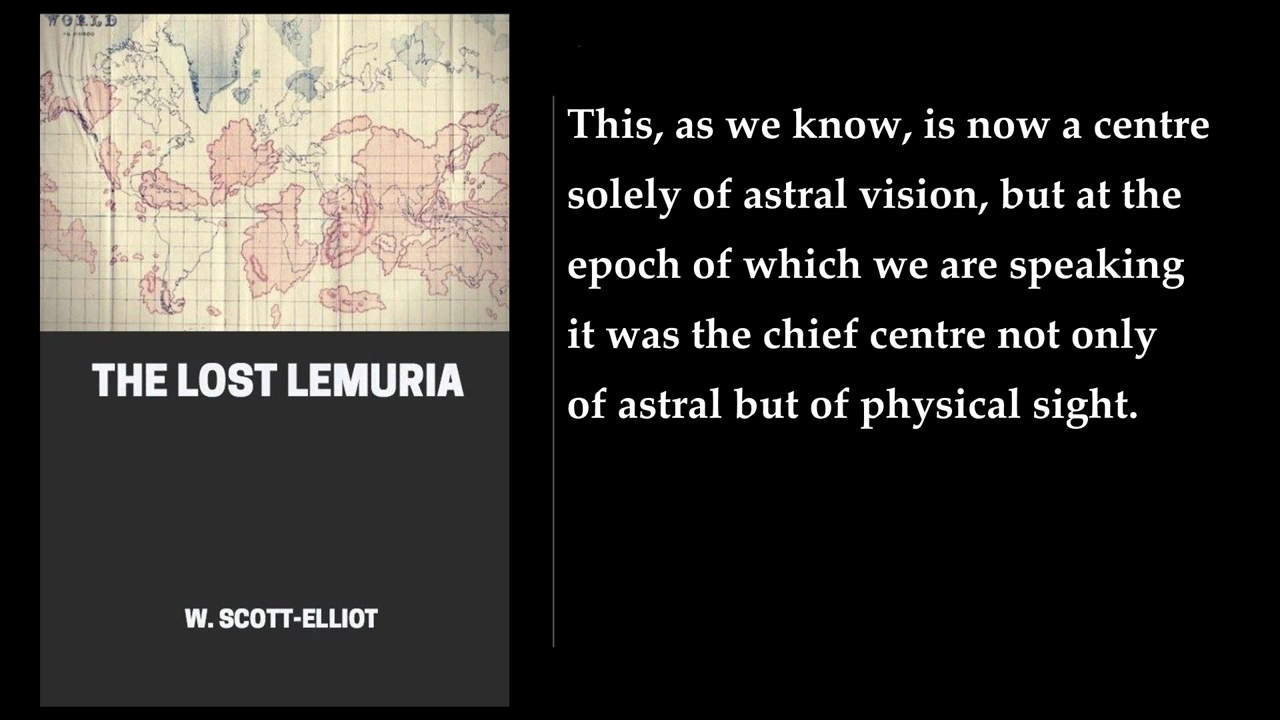 WORLD
THE LOST LEMURIA
W. SCOTT-ELLIOT
This, as we know, is now a centre
solely of astral vision, but at the
epoch of which we are speaking
it was the chief centre not only
of astral but of physical sight.